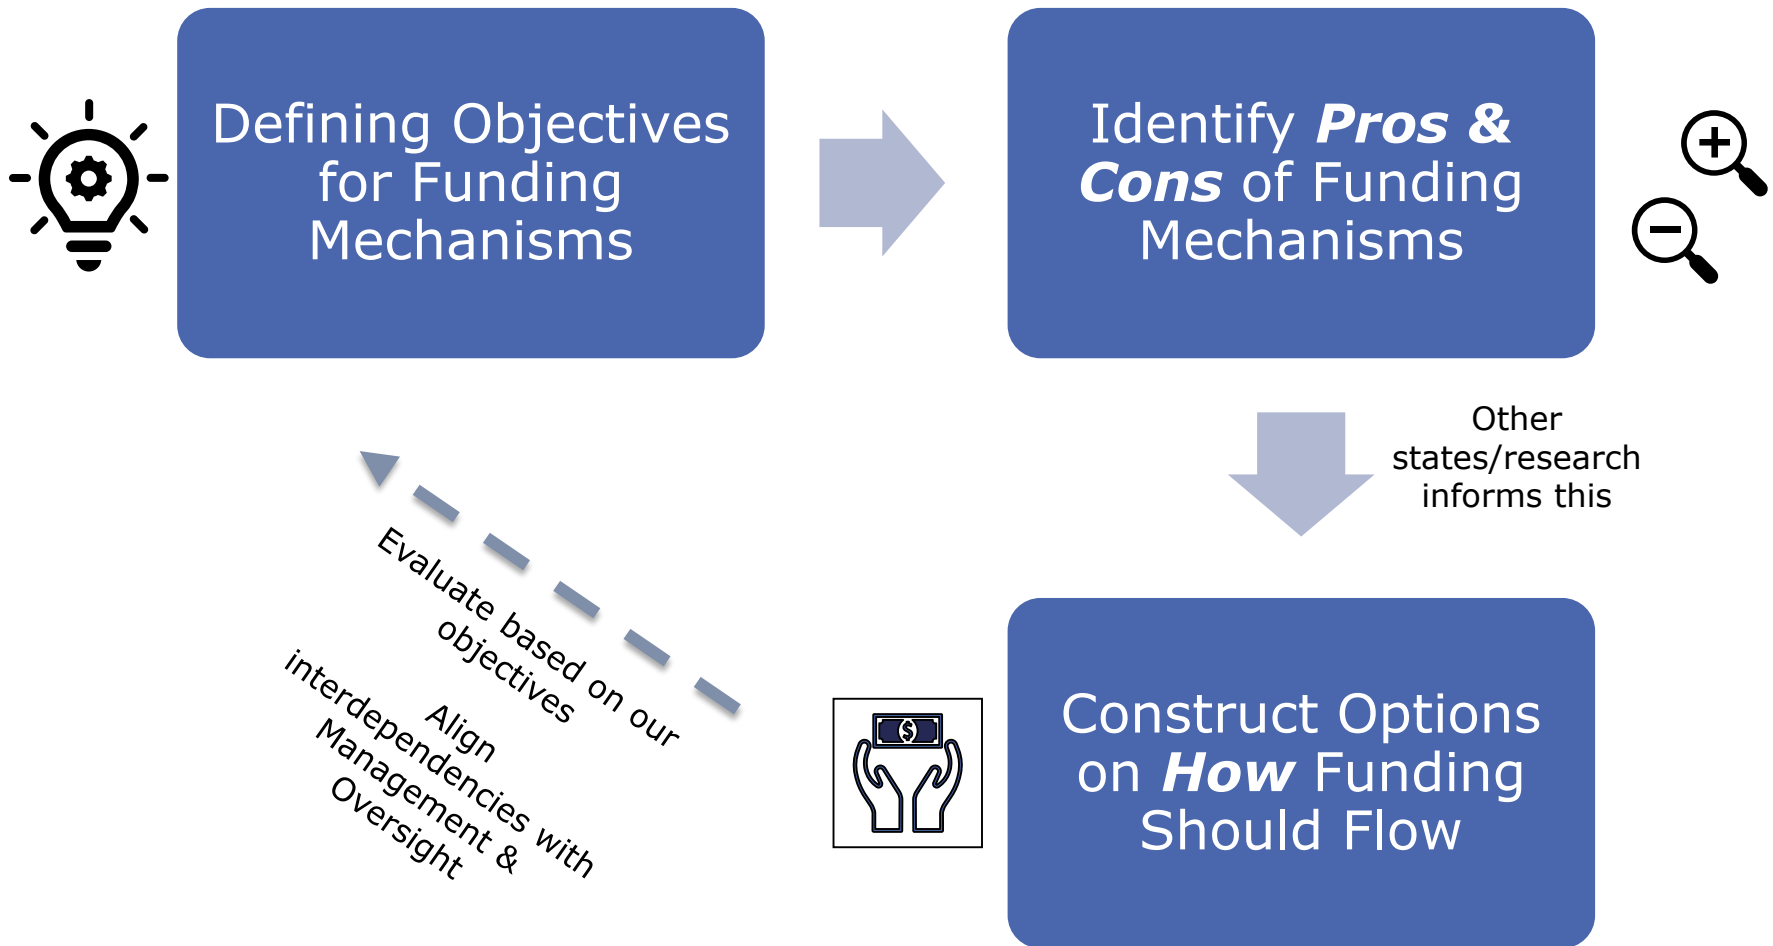 Defining Objectives
for Funding
Mechanisms
Identify Pros &
Cons of Funding
Mechanisms
Other
states/research
informs this
Evaluate based on our
objectives
Align
interdependencies with
Management &
Oversight
$
Construct Options
on How Funding
Should Flow